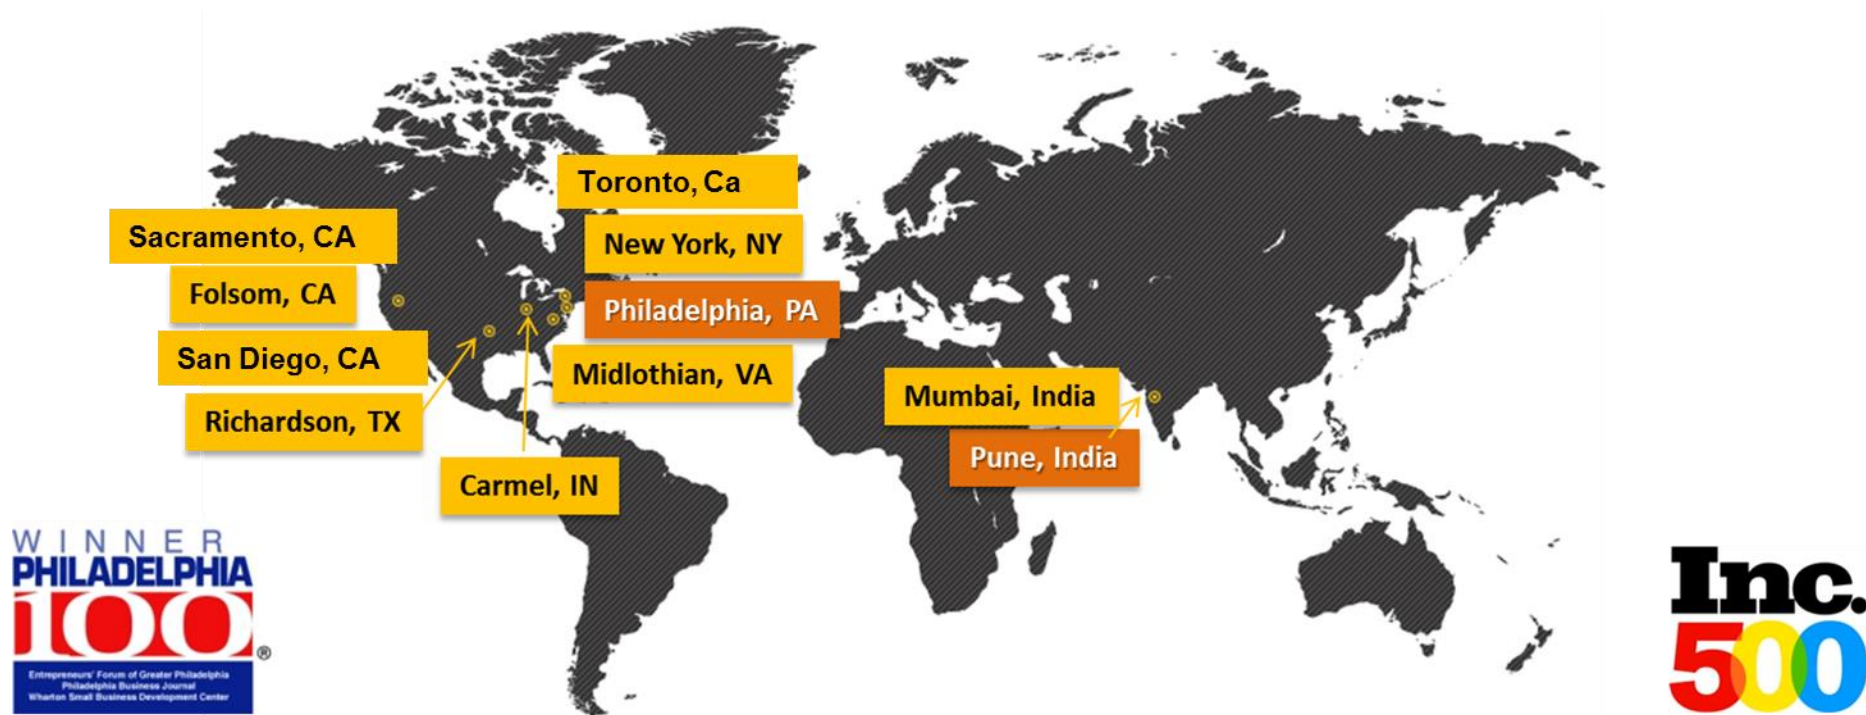 Toronto, Ca
Sacramento, CA
New York, NY
Folsom, CA
Philadelphia, PA
San Diego, CA
Midlothian, VA
Richardson, TX
Mumbai, India
Pune, India
Carmel, IN
WINNER
PHILADELPHIA
100®
Entrepreneurs' Forum of Greater Philadelphia
Philadelphia Business Journal
Wharton Small Business Development Center
Inc.
500